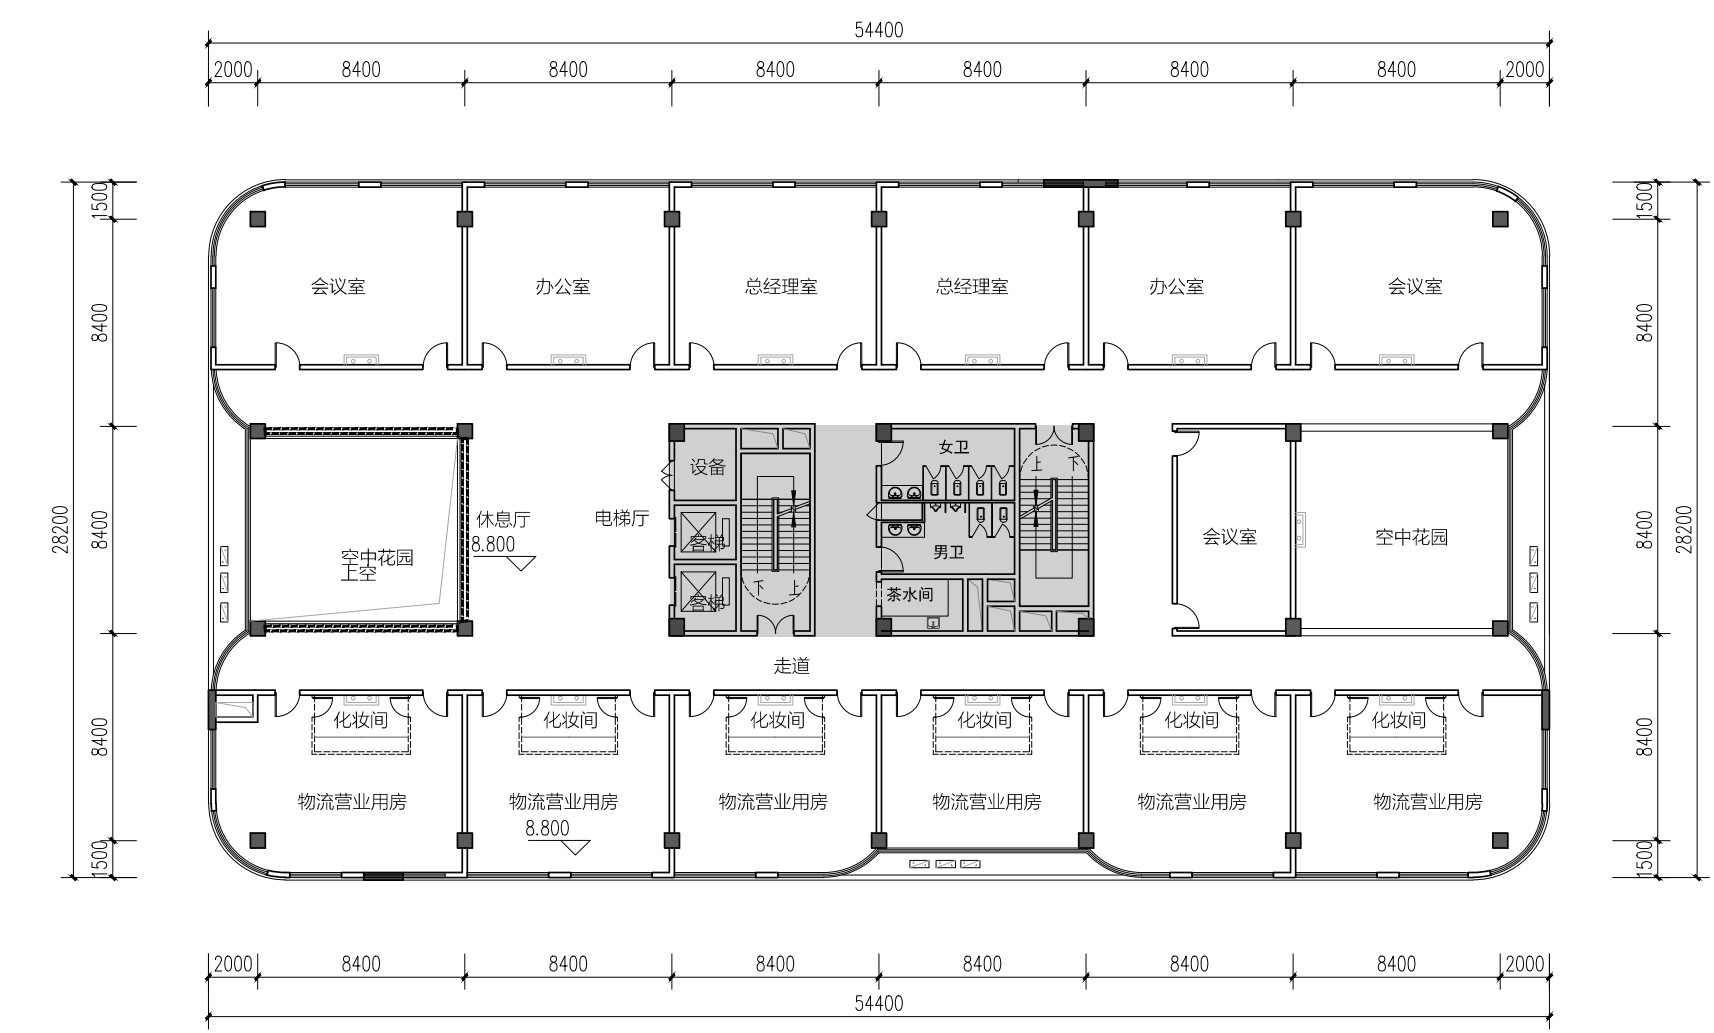 54400
2000 8400 8400 8400 8400 8400 8400 2000
1500 1500
会议室 办公室 总经理室 总经理室 办公室 会议室
8400 8400
女卫
设备 上 下
休息厅 电梯厅
8.800
28200 8400 客梯 会议室 空中花园 8400 28200
空中花园
上空
男卫
下 上
客梯 茶水间
走道
化妆间 化妆间 化妆间 化妆间 化妆间 化妆间
8400 8400
物流营业用房 物流营业用房 物流营业用房 物流营业用房 物流营业用房 物流营业用房
8.800
1500 1500
2000 8400 8400 8400 8400 8400 8400 2000
54400